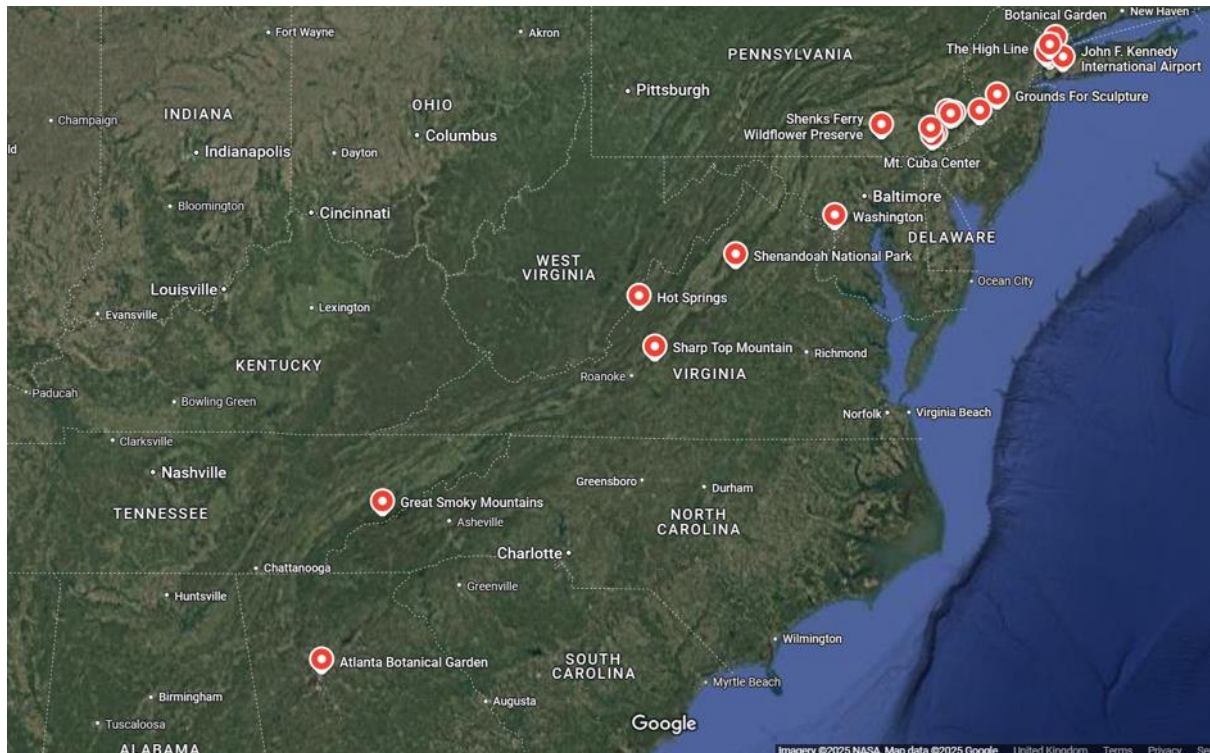 Botanical Garden
New Haven
Fort Wayne
Akron
The High Line
John F. Kennedy
International Airport
PENNSYLVANIA
Pittsburgh
Grounds For Sculpture
OHIO
INDIANA
Champaign
Columbus
Shenks Ferry
Wildflower Preserve
ld
Indianapolis
Dayton
Mt. Cuba Center
Baltimore
Bloomington
Cincinnati
Washington
DELAWARE
Shenandoah National Park
WEST
VIRGINIA
Ocean City
Louisville
Hot Springs
Lexington
Evansville
Sharp Top Mountain
Richmond
KENTUCKY
Roanoke
VIRGINIA
Paducah
Bowling Green
Norfolk
Virginia Beach
Clarksville
Nashville
Greensboro
Durham
Great Smoky Mountains
TENNESSEE
Asheville
NORTH
CAROLINA
Charlotte
Chattanooga
Greenville
Huntsville
Wilmington
Atlanta Botanical Garden
SOUTH
CAROLINA
Myrtle Beach
Birmingham
Augusta
Tuscaloosa
Google
ALABAMA
Imagery ©2025 NASA, Map data ©2025 Google United Kingdom Terms Privacy Se